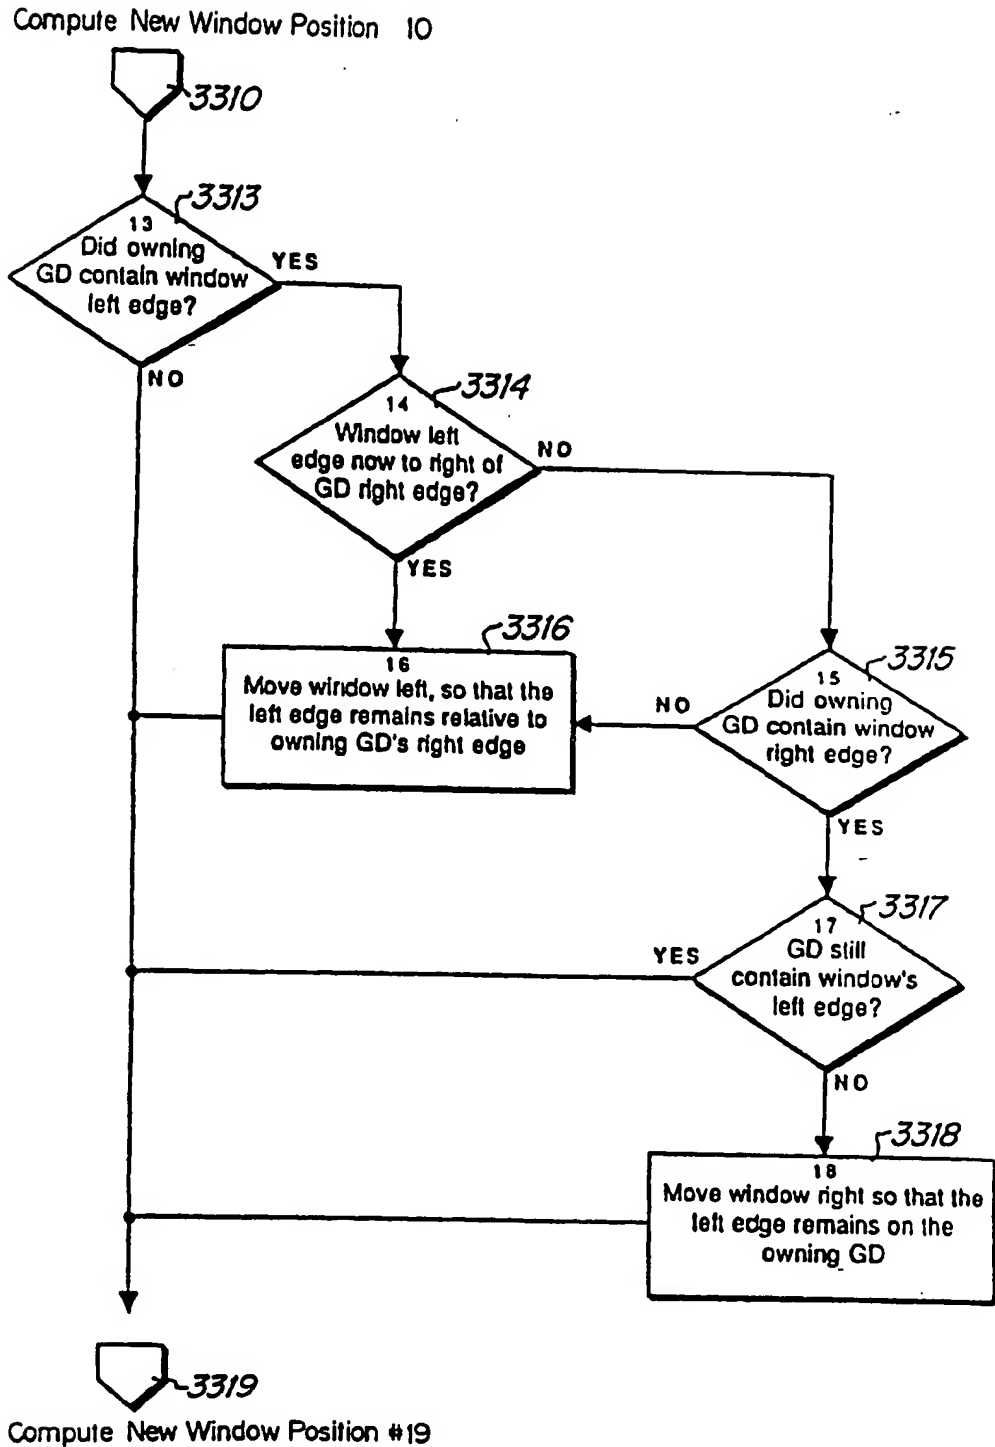 Compute New Window Position 10
3310
3313
13
Did owning
GD contain window
left edge?
YES
NO
3314
14
Window left
edge now to right of
GD right edge?
NO
YES
3316
16
Move window left, so that the
left edge remains relative to
owning GD's right edge
3315
15
Did owning
GD contain window
right edge?
NO
YES
3317
17
GD still
contain window's
left edge?
YES
NO
3318
18
Move window right so that the
left edge remains on the
owning GD
3319
Compute New Window Position #19